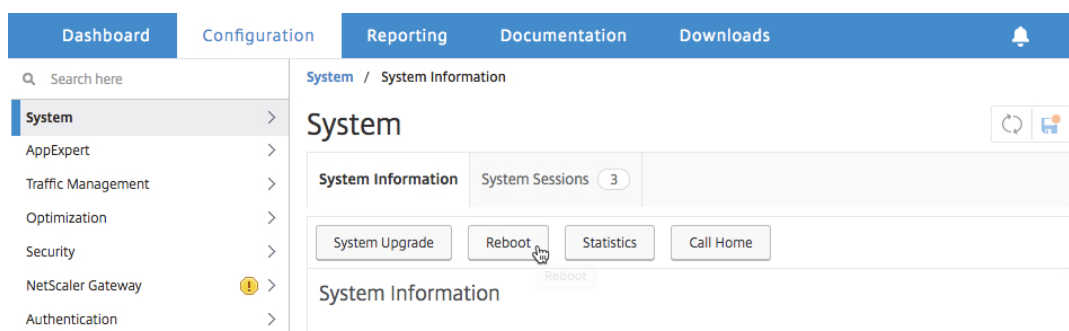 Dashboard Configuration Reporting Documentation Downloads
Search here
System
AppExpert
Traffic Management
Optimization
Security
NetScaler Gateway
Authentication
System / System Information
System
System Information System Sessions 3
System Upgrade Reboot Statistics Call Home
Reboot
System Information